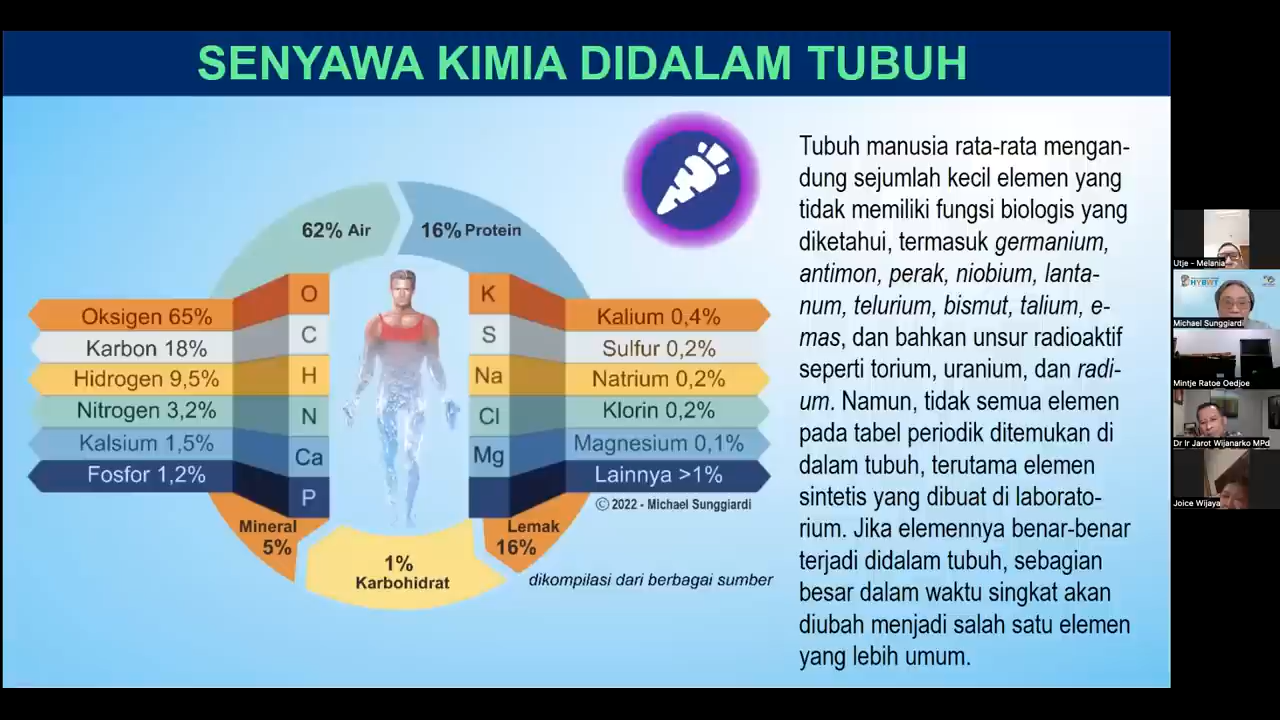 SENYAWA KIMIA DIDALAM TUBUH
62% Air
16% Protein
Oksigen 65%
Karbon 18%
Hidrogen 9,5%
Nitrogen 3,2%
Kalsium 1,5%
Fosfor 1,2%
O
C
H
N
Ca
P
K
S
Na
Cl
Mg
Kalium 0,4%
Sulfur 0,2%
Natrium 0,2%
Klorin 0,2%
Magnesium 0,1%
Lainnya >1%
© 2022 - Michael Sunggiardi
Mineral
5%
1%
Karbohidrat
Lemak
16%
dikompilasi dari berbagai sumber
Tubuh manusia rata-rata mengan-
dung sejumlah kecil elemen yang
tidak memiliki fungsi biologis yang
diketahui, termasuk germanium,
antimon, perak, niobium, lanta-
num, telurium, bismut, talium, e-
mas, dan bahkan unsur radioaktif
seperti torium, uranium, dan radi-
um. Namun, tidak semua elemen
pada tabel periodik ditemukan di
dalam tubuh, terutama elemen
sintetis yang dibuat di laborato-
rium. Jika elemennya benar-benar
terjadi didalam tubuh, sebagian
besar dalam waktu singkat akan
diubah menjadi salah satu elemen
yang lebih umum.
Utje - Melania
HYBWT
Michael Sunggiardi
Mintje Ratoe Oedjoe
Dr Ir Jarot Wijanarko MPd
Joice Wijaya